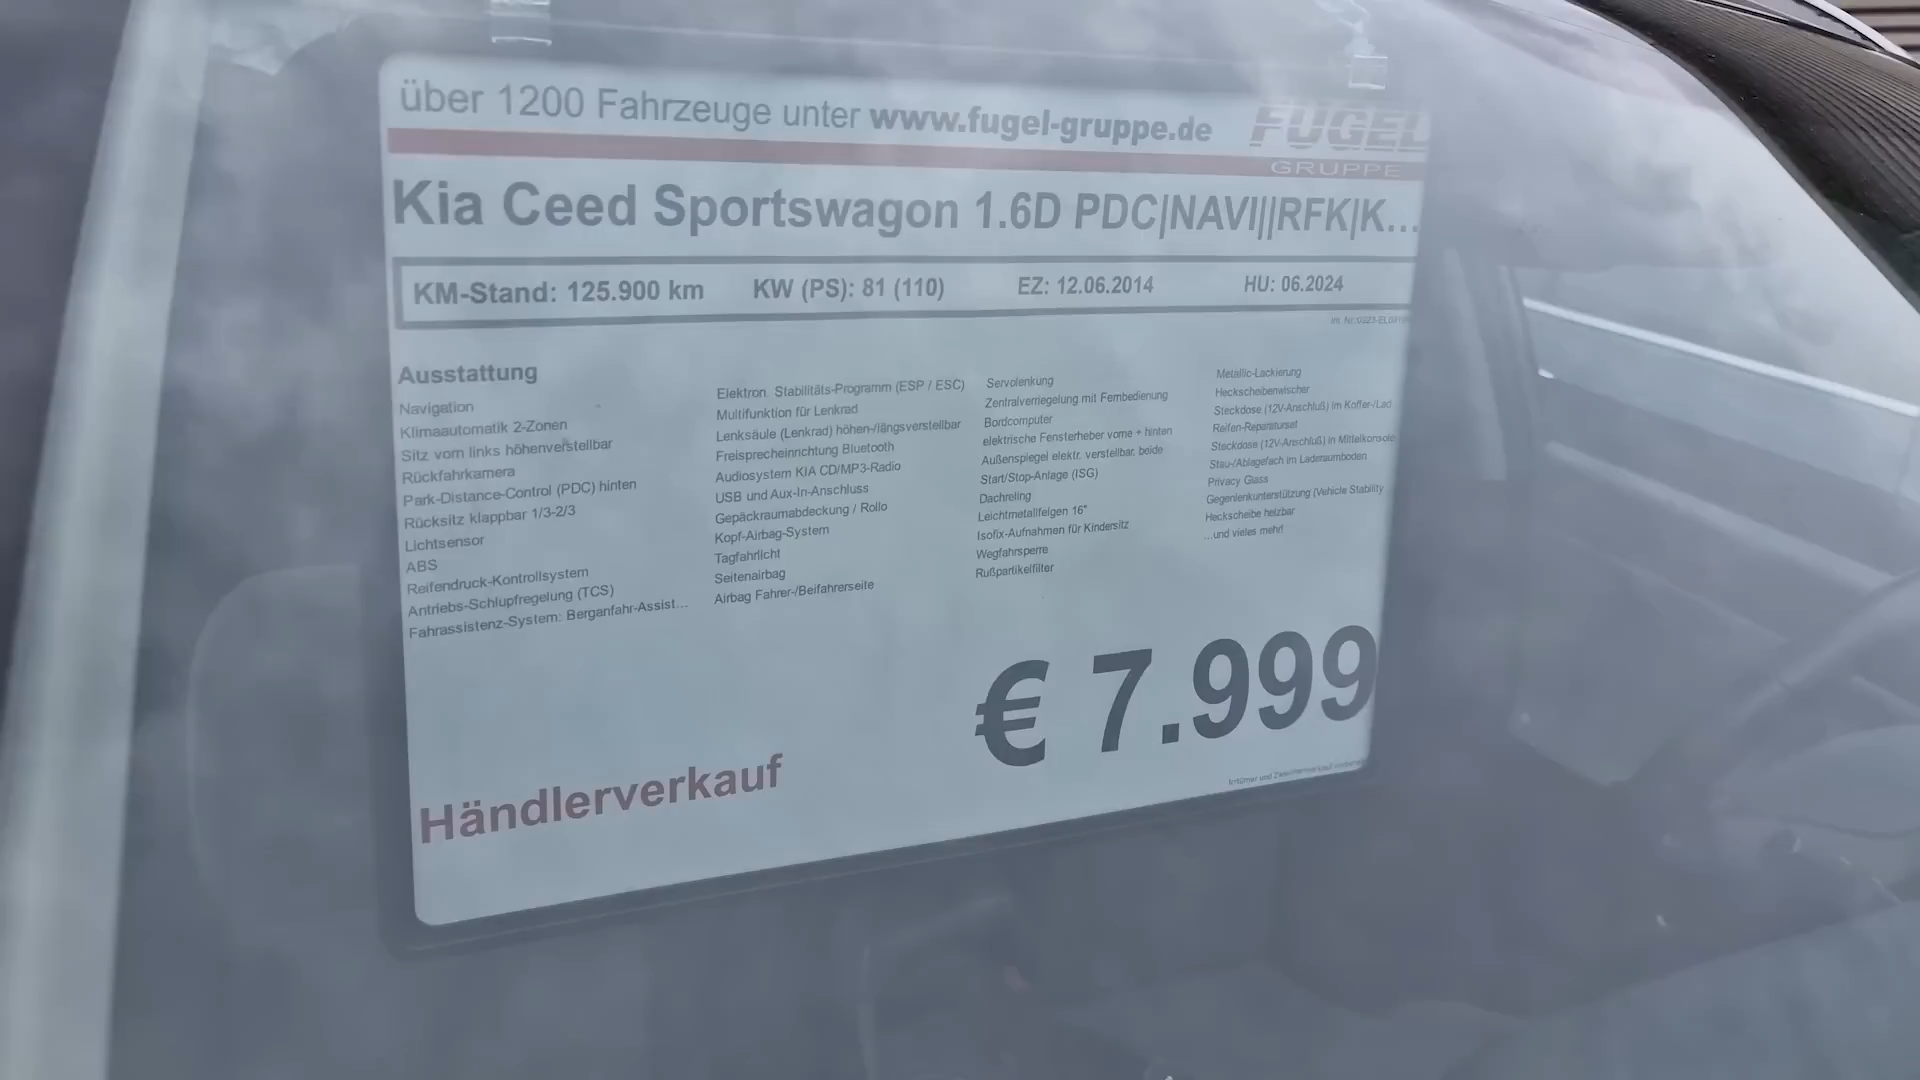 über 1200 Fahrzeuge unter www.fugel-gruppe.de
FUGEL
GRUPPE
Kia Ceed Sportswagon 1.6D PDC|NAVI||RFK|K...
KM-Stand: 125.900 km KW (PS): 81 (110) EZ: 12.06.2014 HU: 06.2024
Ausstattung
Navigation
Klimaautomatik 2-Zonen
Sitz vorn links höhenverstellbar
Rückfahrkamera
Park-Distance-Control (PDC) hinten
Rücksitz klappbar 1/3-2/3
Lichtsensor
ABS
Reifendruck-Kontrollsystem
Antriebs-Schlupfregelung (TCS)
Fahrassistenz-System: Berganfahr-Assist...
Elektron. Stabilitäts-Programm (ESP / ESC)
Multifunktion für Lenkrad
Lenksäule (Lenkrad) höhen-/längsverstellbar
Freisprecheinrichtung Bluetooth
Audiosystem KIA CD/MP3-Radio
USB und Aux-In-Anschluss
Gepäckraumabdeckung / Rollo
Kopf-Airbag-System
Tagfahrlicht
Seitenairbag
Airbag Fahrer-/Beifahrerseite
Servolenkung
Zentralverriegelung mit Fernbedienung
Bordcomputer
elektrische Fensterheber vorne + hinten
Außenspiegel elektr. verstellbar, beide
Start/Stop-Anlage (ISG)
Dachreling
Leichtmetallfelgen 16"
Isofix-Aufnahmen für Kindersitz
Wegfahrsperre
Rußpartikelfilter
Metallic-Lackierung
Heckscheibenwischer
Steckdose (12V-Anschluß) im Koffer-/Lad
Reifen-Reparaturset
Steckdose (12V-Anschluß) in Mittelkonsole
Stau-/Ablagefach im Laderaumboden
Privacy Glass
Gegenlenkunterstützung (Vehicle Stability
Heckscheibe heizbar
...und vieles mehr!
€ 7.999
Händlerverkauf
Irrtümer und